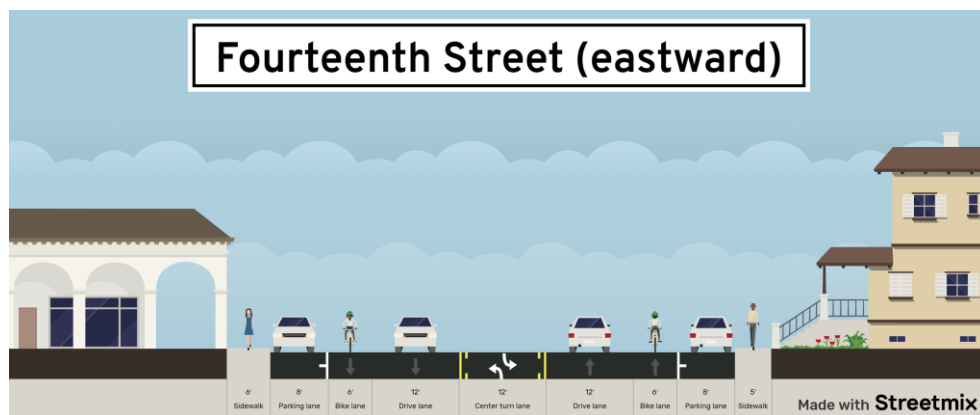 Fourteenth Street (eastward)
6' 8' 6' 12' 12' 12' 6' 8' 5'
Sidewalk Parking lane Bike lane Drive lane Center turn lane Drive lane Bike lane Parking lane Sidewalk
Made with Streetmix